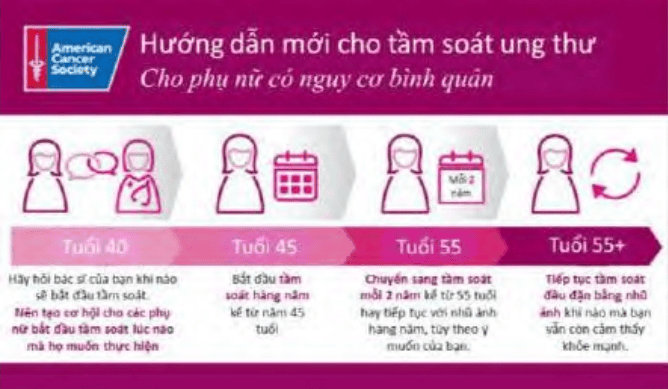 American
Cancer
Society
Hướng dẫn mới cho tầm soát ung thư
Cho phụ nữ có nguy cơ bình quân
Mỗi 2
năm
Tuổi 40
Tuổi 45
Tuổi 55
Tuổi 55+
Hãy hỏi bác sĩ của bạn khi nào
sẽ bắt đầu tầm soát.
Nên tạo cơ hội cho các phụ
nữ bắt đầu tầm soát lúc nào
mà họ muốn thực hiện
Bắt đầu tầm
soát hàng năm
kể từ năm 45
tuổi
Chuyển sang tầm soát
mỗi 2 năm kể từ 55 tuổi
hay tiếp tục với nhũ ảnh
hàng năm, tùy theo ý
muốn của bạn.
Tiếp tục tầm soát
đều đặn bằng nhũ
ảnh khi nào mà bạn
vẫn còn cảm thấy
khỏe mạnh.